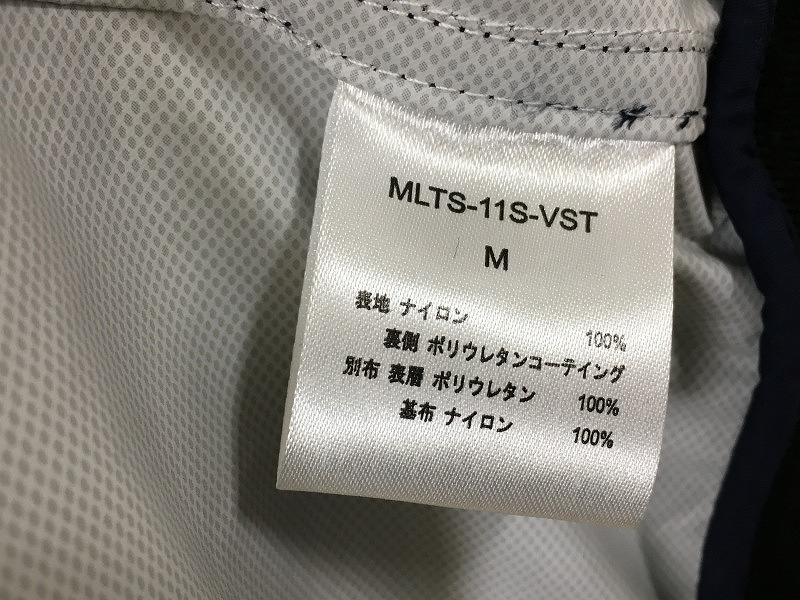 MLTS-11S-VST
M
表地 ナイロン 100%
裏側 ポリウレタンコーテイング
別布 表層 ポリウレタン 100%
基布 ナイロン 100%